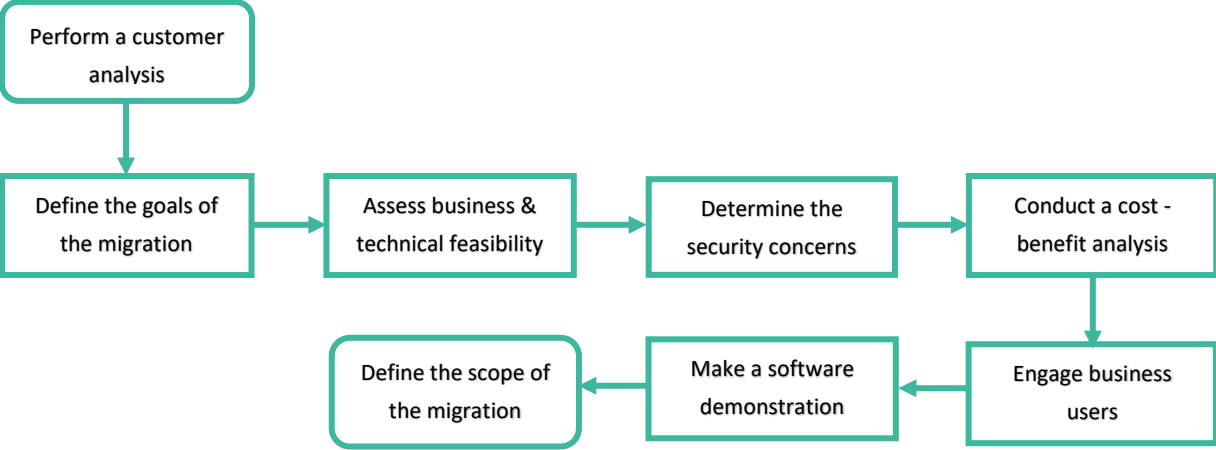 Perform a customer
analysis
Define the goals of
the migration
Assess business &
technical feasibility
Determine the
security concerns
Conduct a cost -
benefit analysis
Engage business
users
Make a software
demonstration
Define the scope of
the migration